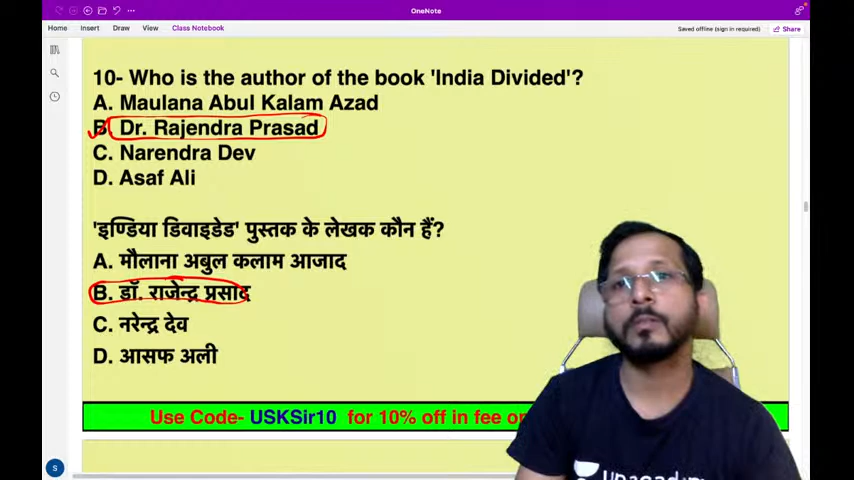 OneNote
Home Insert Draw View Class Notebook
Saved offline (sign in required) Share
10- Who is the author of the book 'India Divided'?
A. Maulana Abul Kalam Azad
B. Dr. Rajendra Prasad
C. Narendra Dev
D. Asaf Ali
'इण्डिया डिवाइडेड' पुस्तक के लेखक कौन हैं?
A. मौलाना अबुल कलाम आजाद
B. डॉ. राजेन्द्र प्रसाद
C. नरेन्द्र देव
D. आसफ अली
Use Code- USKSir10 for 10% off in fee
S